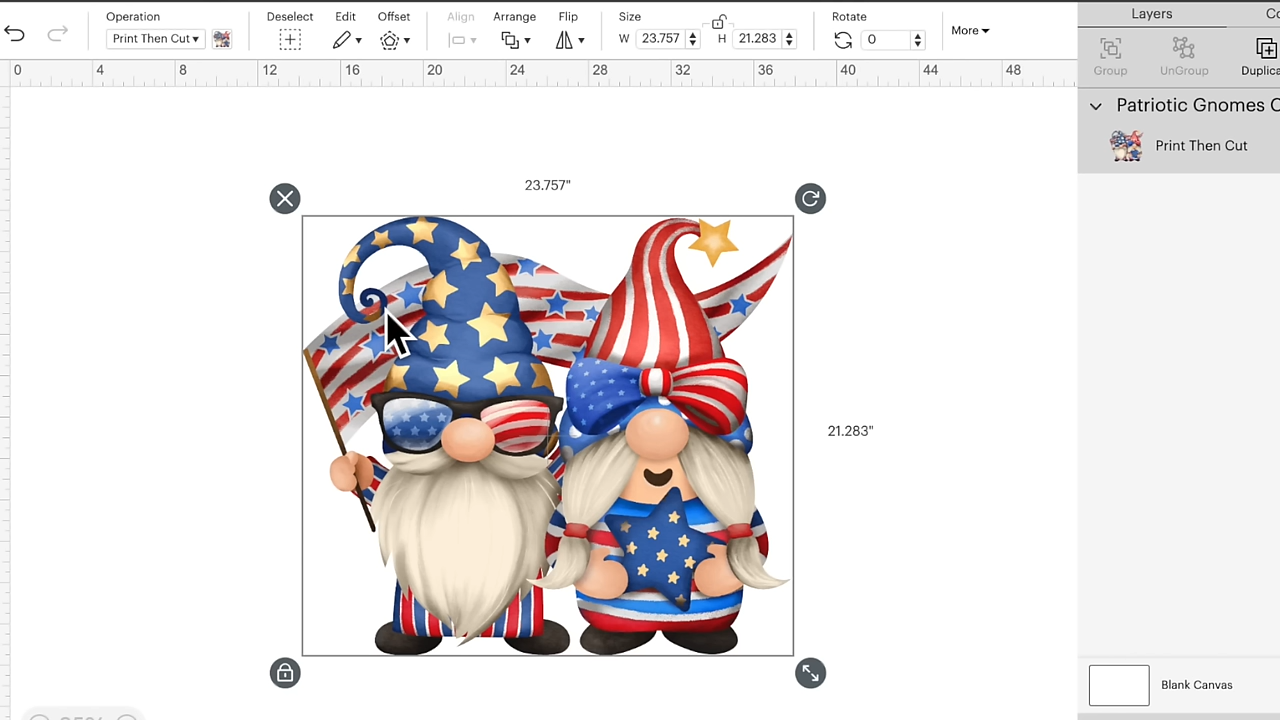 Operation Deselect Edit Offset Align Arrange Flip Size Rotate
Print Then Cut W 23.757 H 21.283 0 More
0 4 8 12 16 20 24 28 32 36 40 44 48
23.757"
21.283"
Layers
Group UnGroup
Patriotic Gnomes
Print Then Cut
Blank Canvas